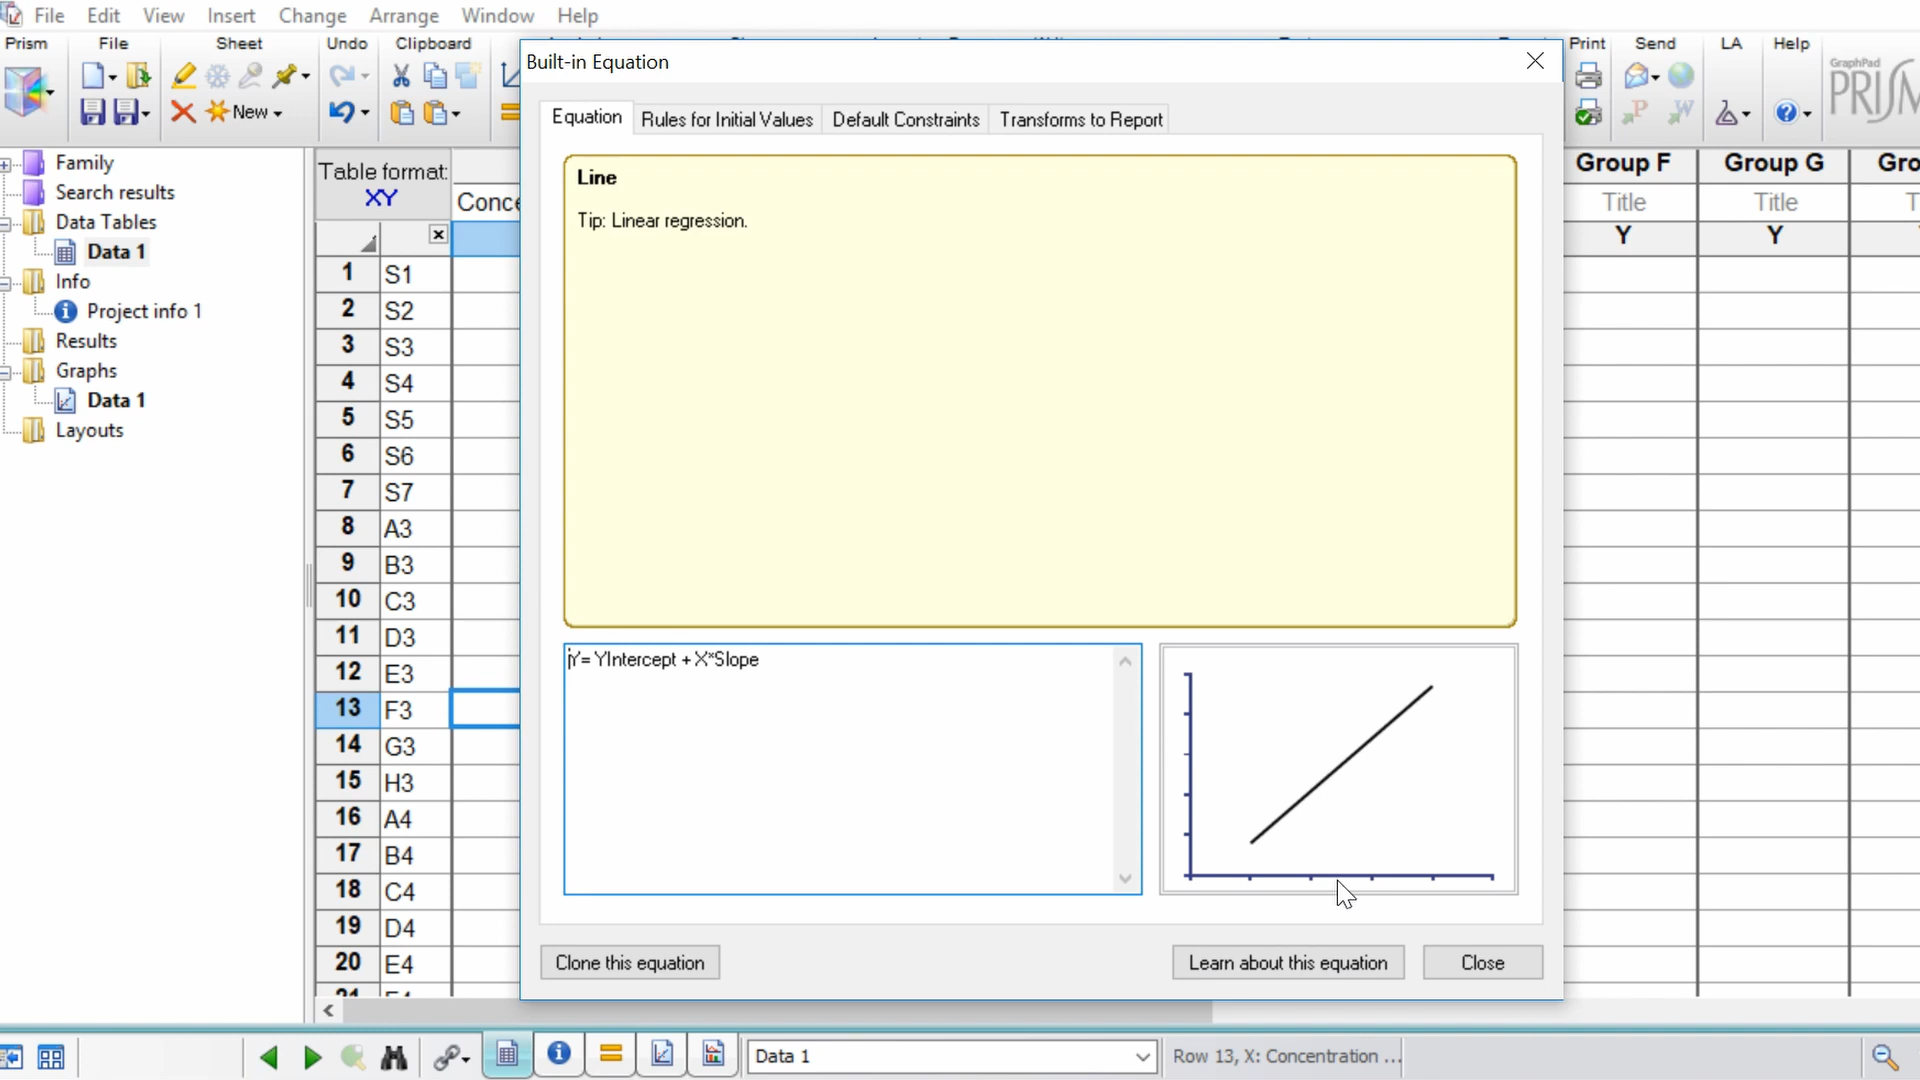 File Edit View Insert Change Arrange Window Help
Prism File Sheet Undo Clipboard Print Send LA Help
New
GraphPad
PRISM
Built-in Equation
Equation Rules for Initial Values Default Constraints Transforms to Report
Line
Tip: Linear regression.
Y= YIntercept + X*Slope
Clone this equation Learn about this equation Close
Family
Search results
Data Tables
Data 1
Info
Project info 1
Results
Graphs
Data 1
Layouts
Table format:
XY
Conce
Group F Group G Gro
Title Title T
Y Y
1 S1
2 S2
3 S3
4 S4
5 S5
6 S6
7 S7
8 A3
9 B3
10 C3
11 D3
12 E3
13 F3
14 G3
15 H3
16 A4
17 B4
18 C4
19 D4
20 E4
Data 1 Row 13, X: Concentration ...